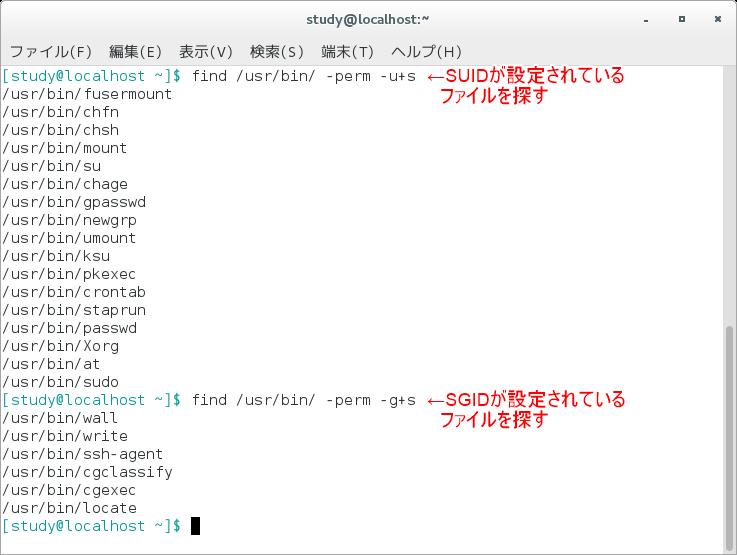 study@localhost:~
ファイル(F) 編集(E) 表示(V) 検索(S) 端末(T) ヘルプ(H)
[study@localhost ~]$ find /usr/bin/ -perm -u+s ←SUIDが設定されている
ファイルを探す
/usr/bin/fusermount
/usr/bin/chfn
/usr/bin/chsh
/usr/bin/mount
/usr/bin/su
/usr/bin/chage
/usr/bin/gpasswd
/usr/bin/newgrp
/usr/bin/umount
/usr/bin/ksu
/usr/bin/pkexec
/usr/bin/crontab
/usr/bin/staprun
/usr/bin/passwd
/usr/bin/Xorg
/usr/bin/at
/usr/bin/sudo
[study@localhost ~]$ find /usr/bin/ -perm -g+s ←SGIDが設定されている
ファイルを探す
/usr/bin/wall
/usr/bin/write
/usr/bin/ssh-agent
/usr/bin/cgclassify
/usr/bin/cgexec
/usr/bin/locate
[study@localhost ~]$